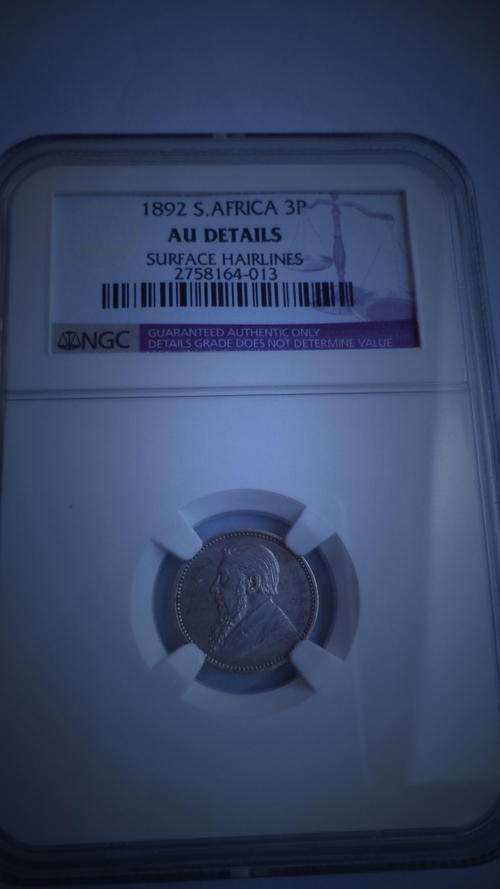 1892 S.AFRICA 3P
AU DETAILS
SURFACE HAIRLINES
2758164-013
NGC
GUARANTEED AUTHENTIC ONLY
DETAILS GRADE DOES NOT DETERMINE VALUE